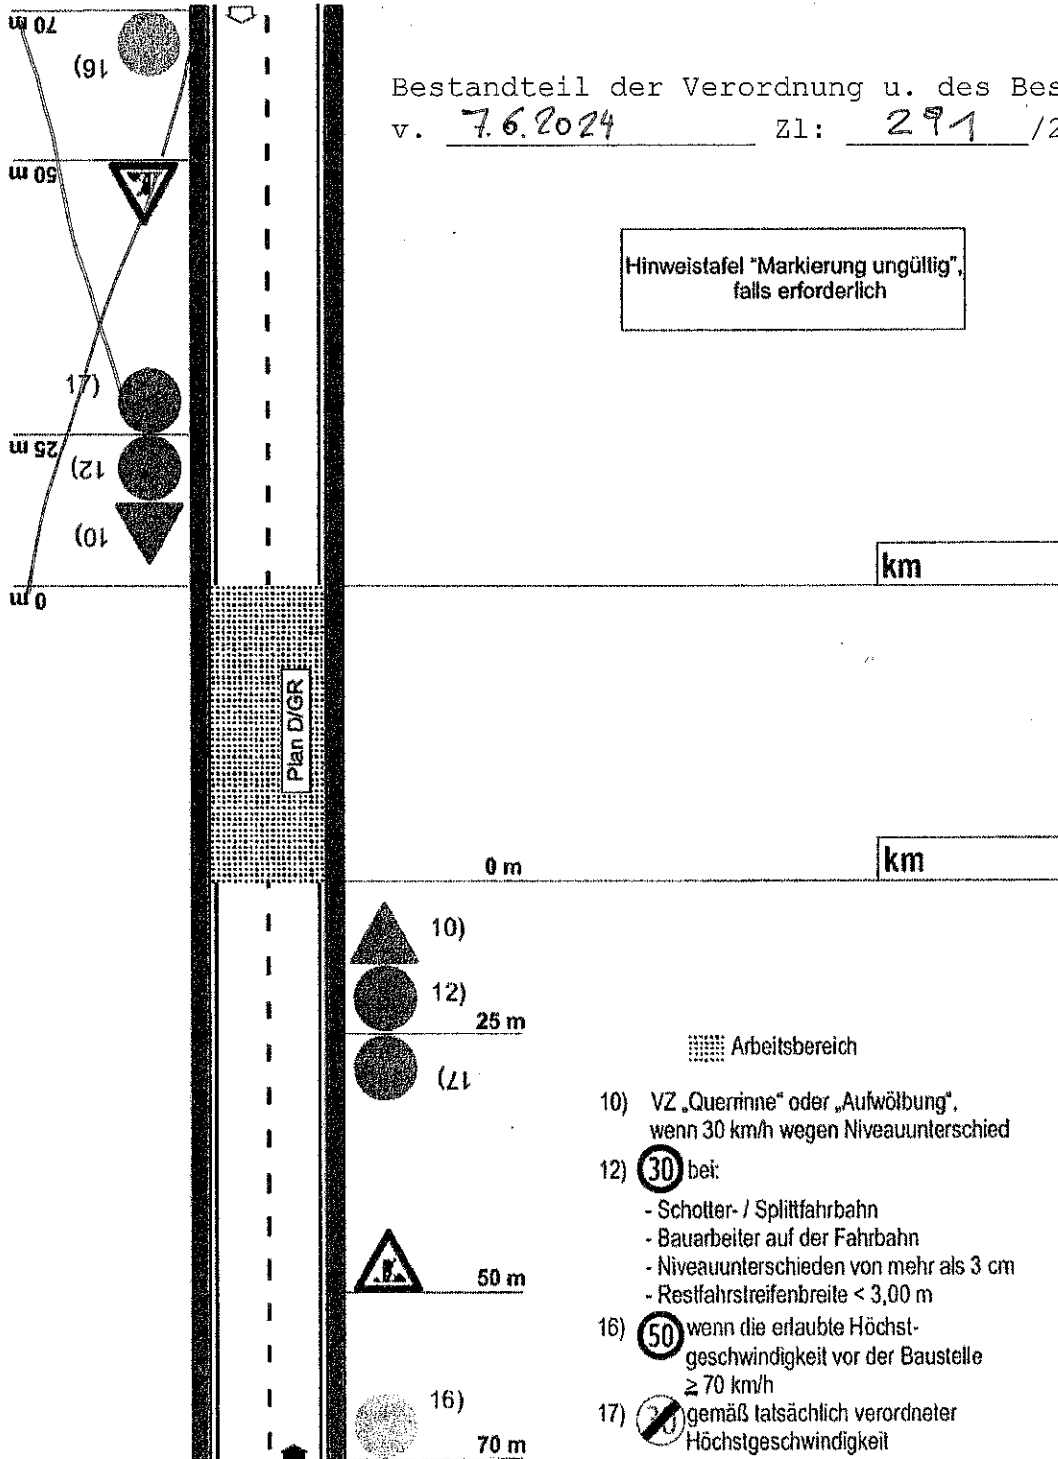 70 m
16)
Bestandteil der Verordnung u. des Bes
v. 7.6.2024 Zl: 291 /2
50 m
Hinweistafel "Markierung ungültig",
falls erforderlich
17)
25 m
12)
10)
km
0 m
Plan D/GR
0 m
km
10)
12)
25 m
17)
Arbeitsbereich
10) VZ „Querrinne“ oder „Aufwölbung“,
wenn 30 km/h wegen Niveauunterschied
12) 30 bei:
- Schotter- / Splittfahrbahn
- Bauarbeiter auf der Fahrbahn
- Niveauunterschieden von mehr als 3 cm
- Restfahrstreifenbreite < 3,00 m
50 m
16) 50 wenn die erlaubte Höchst-
geschwindigkeit vor der Baustelle
≥ 70 km/h
16)
17) 30 gemäß tatsächlich verordneter
Höchstgeschwindigkeit
70 m